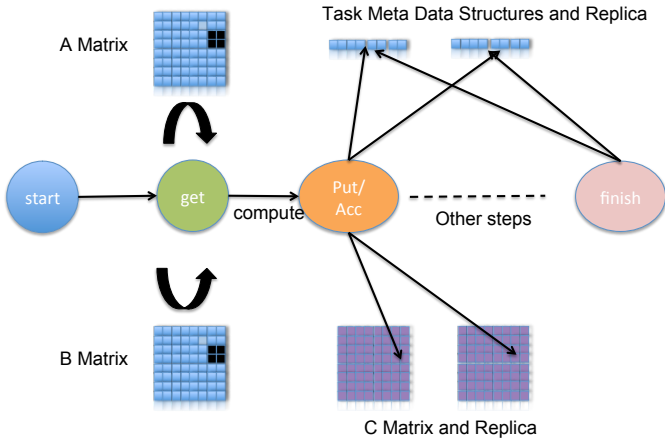 Task Meta Data Structures and Replica
A Matrix
start
get
compute
Put/
Acc
Other steps
finish
B Matrix
C Matrix and Replica